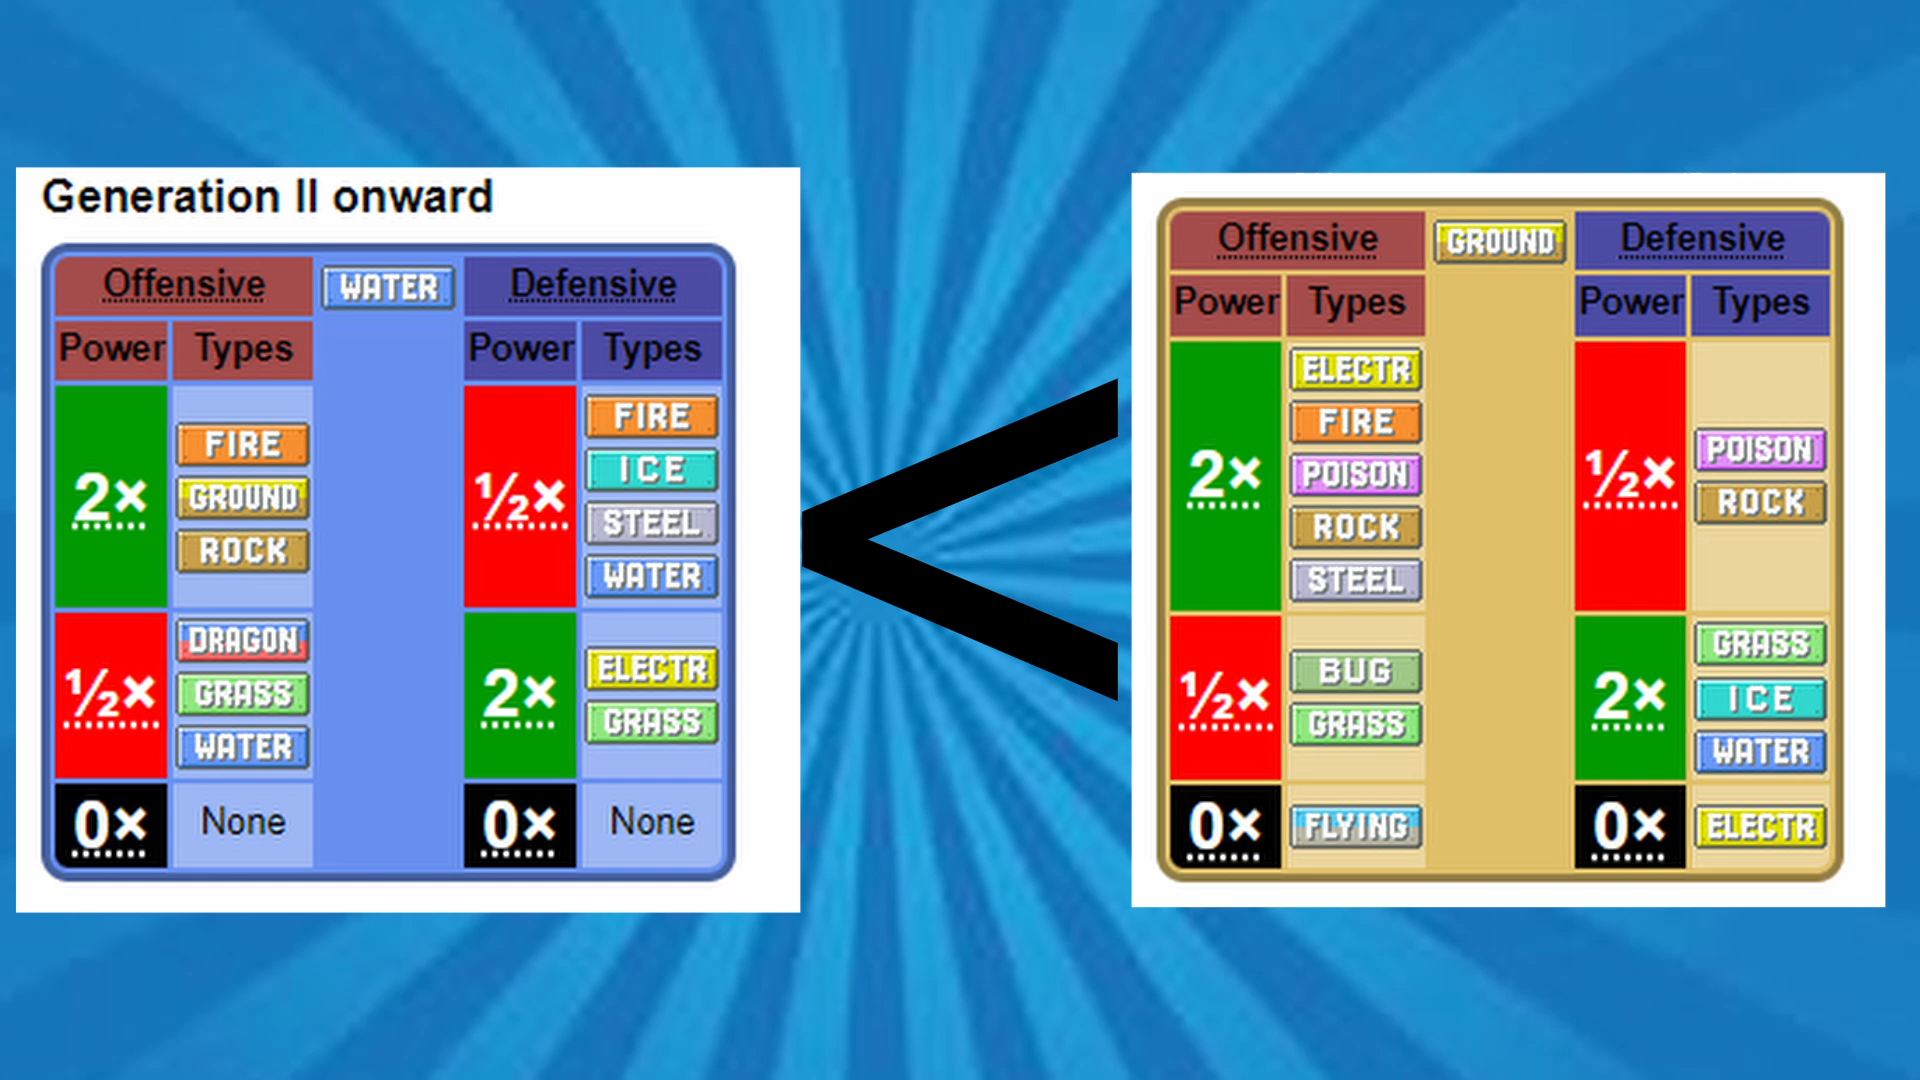 Generation II onward
Offensive WATER Defensive
Power Types Power Types
2× FIRE GROUND ROCK ½× FIRE ICE STEEL WATER
½× DRAGON GRASS WATER 2× ELECTR GRASS
0× None 0× None
<
Offensive GROUND Defensive
Power Types Power Types
2× ELECTR FIRE POISON ROCK STEEL ½× POISON ROCK
½× BUG GRASS 2× GRASS ICE WATER
0× FLYING 0× ELECTR